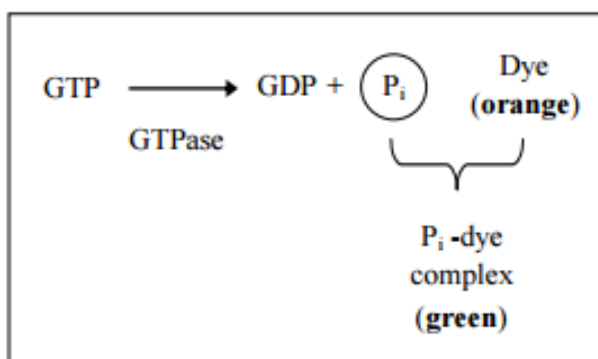 GTP GDP + Pi Dye
GTPase (orange)
Pi -dye
complex
(green)